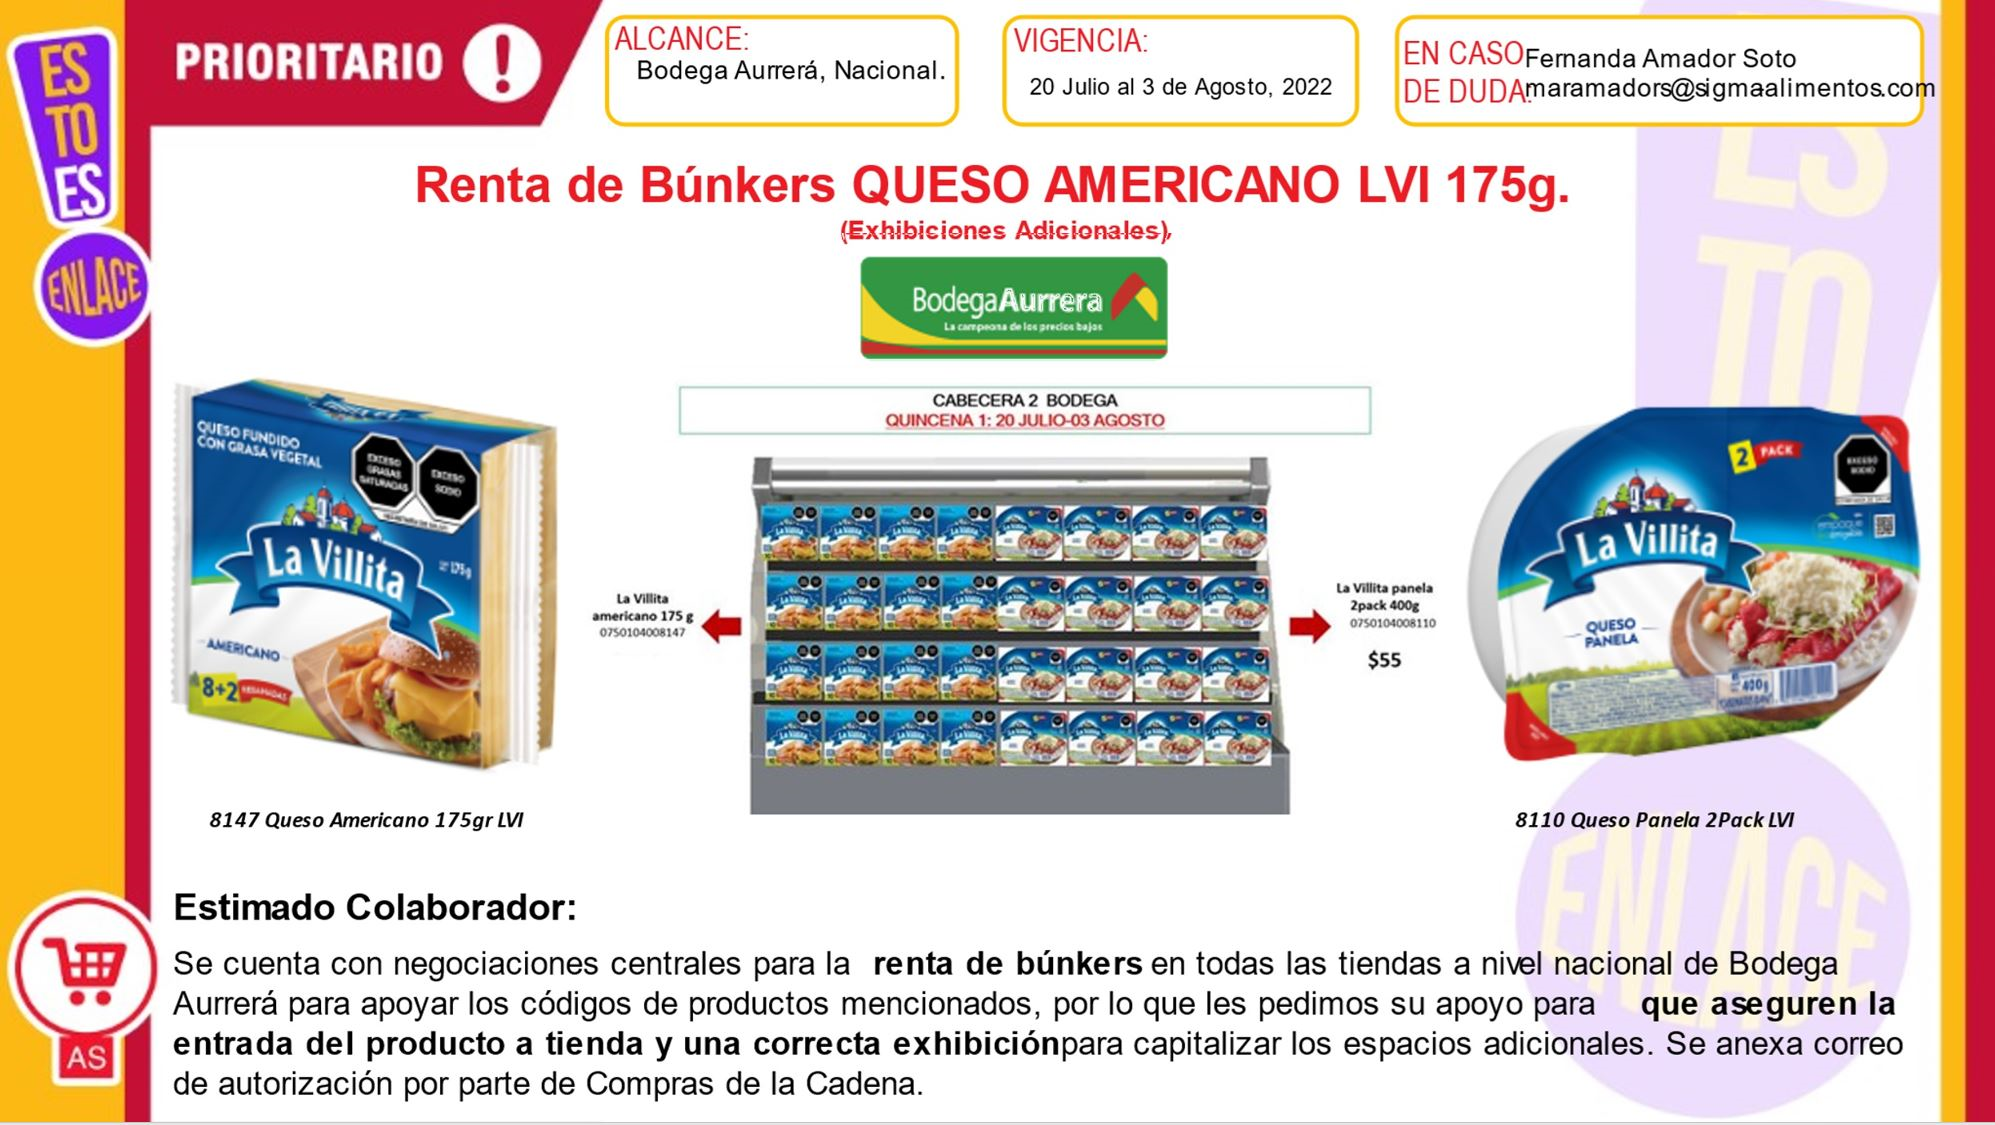 ES
TO
ES
ENLACE
PRIORITARIO !
ALCANCE:
Bodega Aurrerá, Nacional.
VIGENCIA:
20 Julio al 3 de Agosto, 2022
EN CASO
DE DUDA:
Fernanda Amador Soto
maramadors@sigmaalimentos.com
Renta de Búnkers QUESO AMERICANO LVI 175g.
(Exhibiciones Adicionales),
BodegaAurrera
La campeona de los precios bajos
CABECERA 2 BODEGA
QUINCENA 1: 20 JULIO-03 AGOSTO
QUESO FUNDIDO
CON GRASA VEGETAL
EXCESO
GRASAS
SATURADAS
EXCESO
SODIO
SECRETARÍA DE SALUD
La Villita
175g
AMERICANO
8+2 REBANADAS
La Villita
americano 175 g
0750104008147
La Villita panela
2pack 400g
0750104008110
$55
2 PACK
EXCESO
SODIO
La Villita
QUESO
PANELA
400g
8147 Queso Americano 175gr LVI
8110 Queso Panela 2Pack LVI
Estimado Colaborador:
Se cuenta con negociaciones centrales para la renta de búnkers en todas las tiendas a nivel nacional de Bodega
Aurrerá para apoyar los códigos de productos mencionados, por lo que les pedimos su apoyo para que aseguren la
entrada del producto a tienda y una correcta exhibiciónpara capitalizar los espacios adicionales. Se anexa correo
de autorización por parte de Compras de la Cadena.
AS
ES
TO
ENLACE